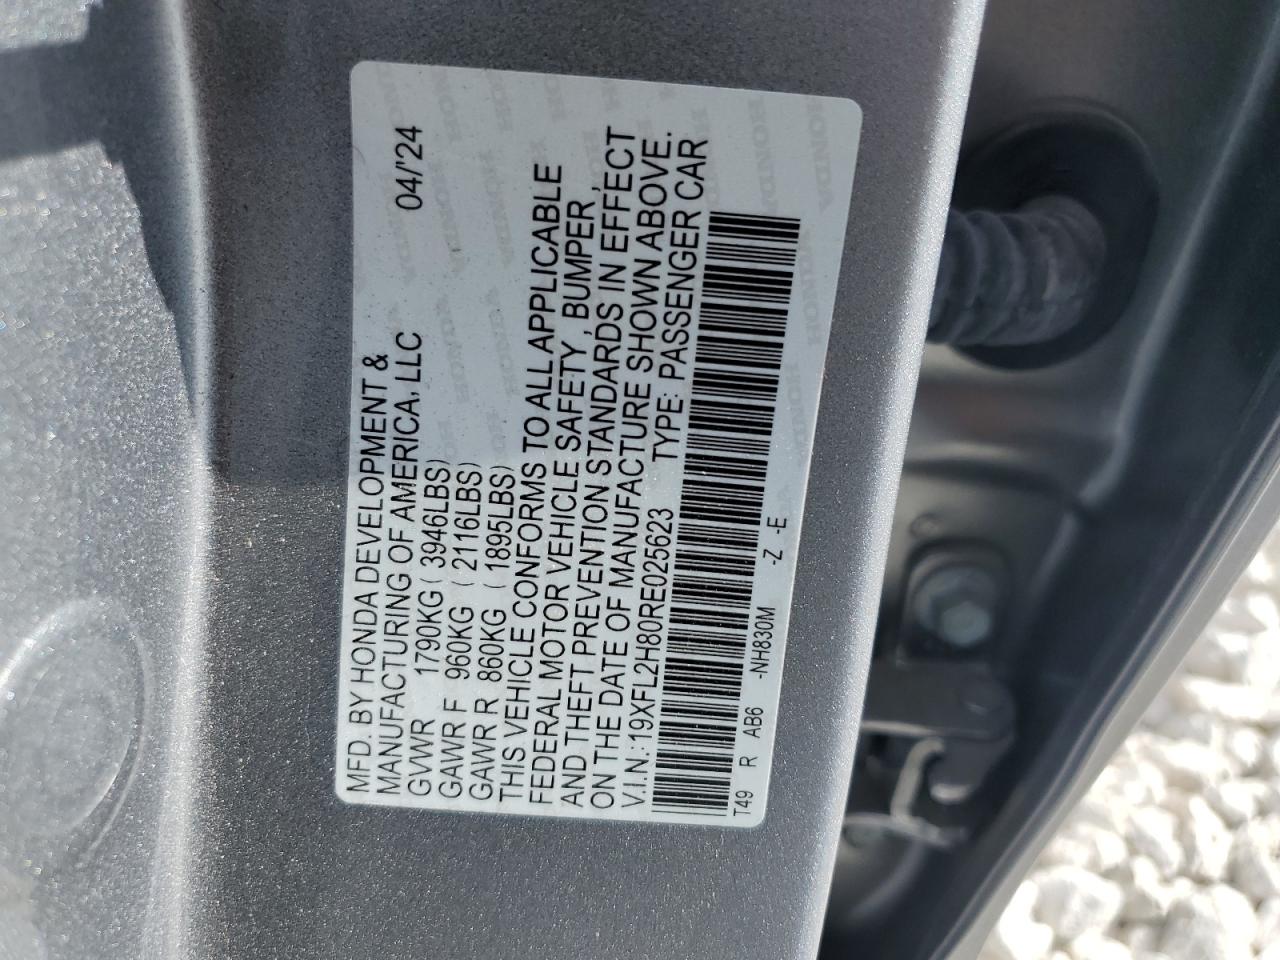 MFD. BY HONDA DEVELOPMENT &
MANUFACTURING OF AMERICA, LLC 04/'24
GVWR 1790KG ( 3946LBS)
GAWR F 960KG ( 2116LBS)
GAWR R 860KG ( 1895LBS)
THIS VEHICLE CONFORMS TO ALL APPLICABLE
FEDERAL MOTOR VEHICLE SAFETY , BUMPER ,
AND THEFT PREVENTION STANDARDS IN EFFECT
ON THE DATE OF MANUFACTURE SHOWN ABOVE.
V.I.N.: 19XFL2H80RE025623 TYPE: PASSENGER CAR
T49 R AB6 -NH830M -Z -E